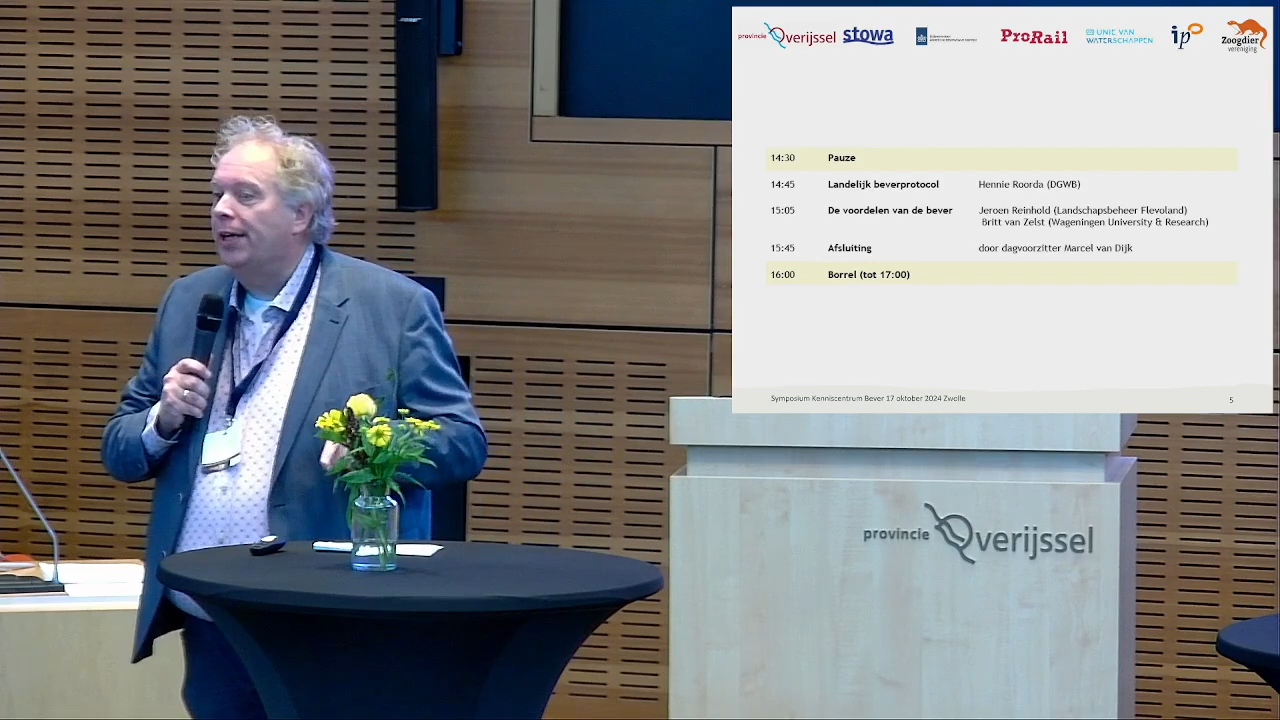 provincie Overijssel
stowa
ProRail
UNIE VAN
WATERSCHAPPEN
ipo
Zoogdier
vereniging
14:30 Pauze
14:45 Landelijk beverprotocol Hennie Roorda (DGWB)
15:05 De voordelen van de bever Jeroen Reinhold (Landschapsbeheer Flevoland)
Britt van Zelst (Wageningen University & Research)
15:45 Afsluiting door dagvoorzitter Marcel van Dijk
16:00 Borrel (tot 17:00)
Symposium Kenniscentrum Bever 17 oktober 2024 Zwolle 5
provincie Overijssel